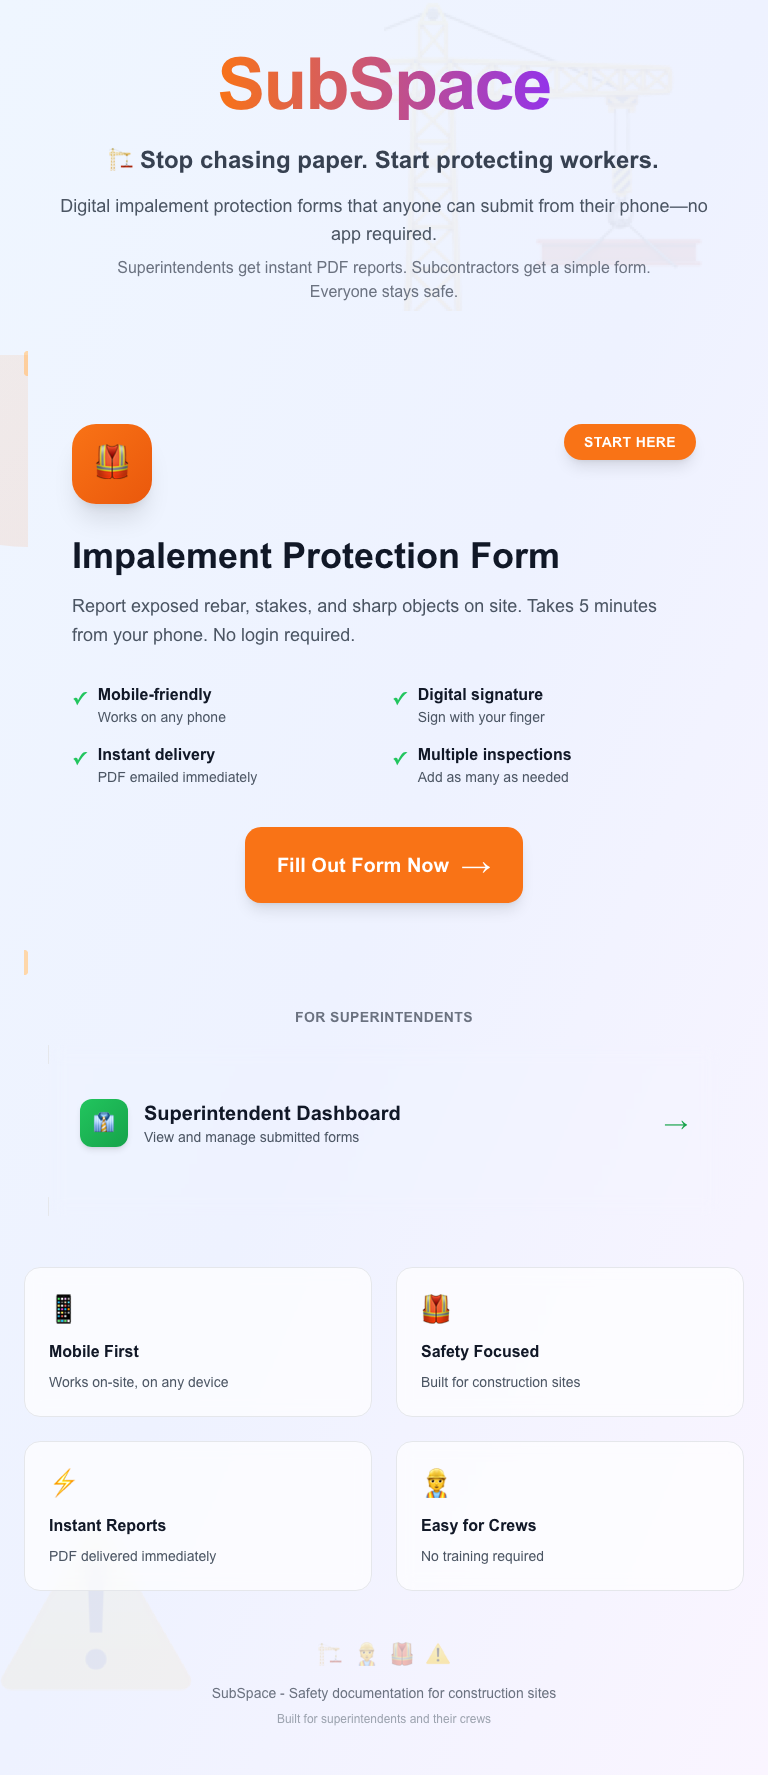 SubSpace
🏗️ Stop chasing paper. Start protecting workers.
Digital impalement protection forms that anyone can submit from their phone—no
app required.
Superintendents get instant PDF reports. Subcontractors get a simple form.
Everyone stays safe.
START HERE
Impalement Protection Form
Report exposed rebar, stakes, and sharp objects on site. Takes 5 minutes
from your phone. No login required.
✓ Mobile-friendly
Works on any phone
✓ Digital signature
Sign with your finger
✓ Instant delivery
PDF emailed immediately
✓ Multiple inspections
Add as many as needed
Fill Out Form Now →
FOR SUPERINTENDENTS
Superintendent Dashboard
View and manage submitted forms
→
Mobile First
Works on-site, on any device
Safety Focused
Built for construction sites
Instant Reports
PDF delivered immediately
Easy for Crews
No training required
SubSpace - Safety documentation for construction sites
Built for superintendents and their crews